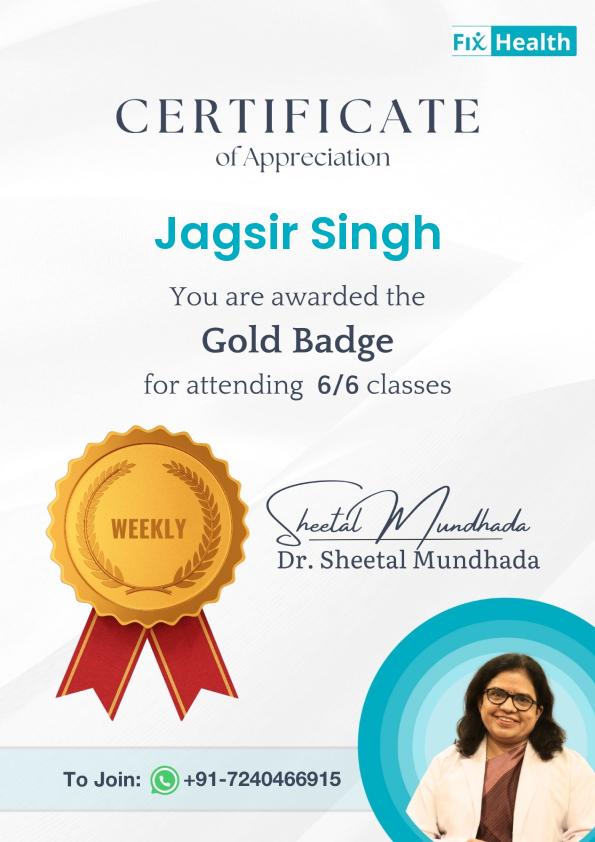 Fix Health
CERTIFICATE
of Appreciation
Jagsir Singh
You are awarded the
Gold Badge
for attending 6/6 classes
WEEKLY
Sheetal Mundhada
Dr. Sheetal Mundhada
To Join: +91-7240466915